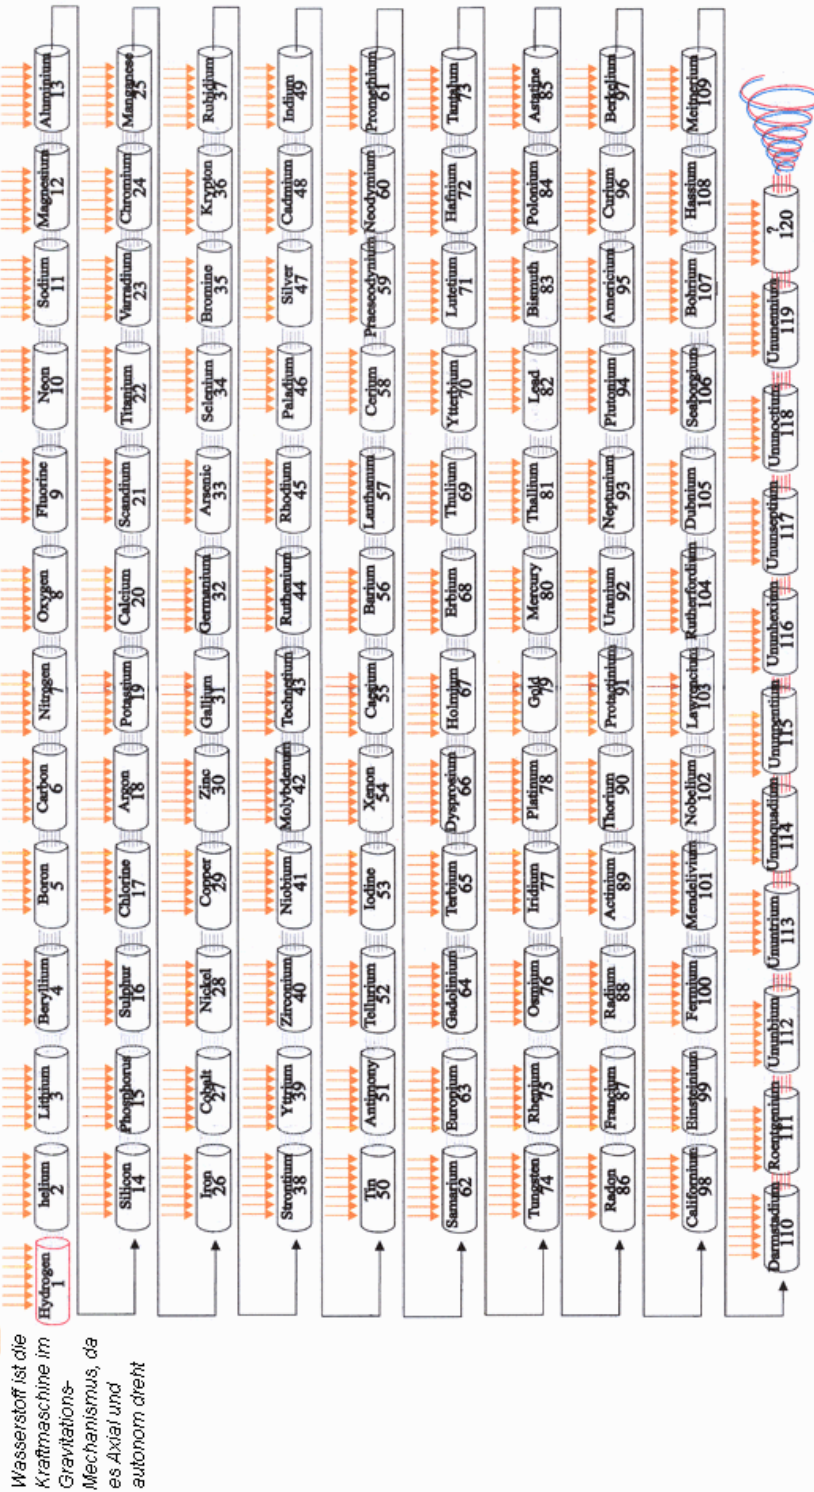 Wasserstoff ist die
Kraftmaschine im
Gravitations-
Mechanismus, da
es Axial und
autonom dreht
Hydrogen
1
helium
2
Lithium
3
Beryllium
4
Boron
5
Carbon
6
Nitrogen
7
Oxygen
8
Fluorine
9
Neon
10
Sodium
11
Magnesium
12
Aluminium
13
Silicon
14
Phosphorus
15
Sulphur
16
Chlorine
17
Argon
18
Potassium
19
Calcium
20
Scandium
21
Titanium
22
Varradium
23
Chromium
24
Manganese
25
Iron
26
Cobalt
27
Nickel
28
Copper
29
Zinc
30
Gallium
31
Germanium
32
Arsenic
33
Selenium
34
Bromine
35
Krypton
36
Rubidium
37
Strontium
38
Yttrium
39
Zirconium
40
Niobium
41
Molybdenum
42
Technetium
43
Ruthenium
44
Rhodium
45
Paladium
46
Silver
47
Cadmium
48
Indium
49
Tin
50
Antimony
51
Tellurium
52
Iodine
53
Xenon
54
Caecium
55
Barium
56
Lanthanum
57
Cerium
58
Praeseodynium
59
Neodymium
60
Promethium
61
Samarium
62
Europium
63
Gadolinium
64
Terbium
65
Dysprosium
66
Holmium
67
Erbium
68
Thulium
69
Ytterbium
70
Lutetium
71
Hafnium
72
Tantalum
73
Tungsten
74
Rhenium
75
Osmium
76
Iridium
77
Platinum
78
Gold
79
Mercury
80
Thallium
81
Lead
82
Bismuth
83
Polonium
84
Astatine
85
Radon
86
Francium
87
Radium
88
Actinium
89
Thorium
90
Protactinium
91
Uranium
92
Neptunium
93
Plutonium
94
Americium
95
Curium
96
Berkelium
97
Californium
98
Einsteinium
99
Fermium
100
Mendelivium
101
Nobelium
102
Lawrencium
103
Rutherfordium
104
Dubnium
105
Seaborgium
106
Bohrium
107
Hassium
108
Meitnerium
109
Darmstadium
110
Roentgenium
111
Ununbium
112
Ununtrium
113
Ununquadium
114
Ununpentium
115
Ununhexium
116
Ununseptium
117
Ununoctium
118
Ununennium
119
?
120